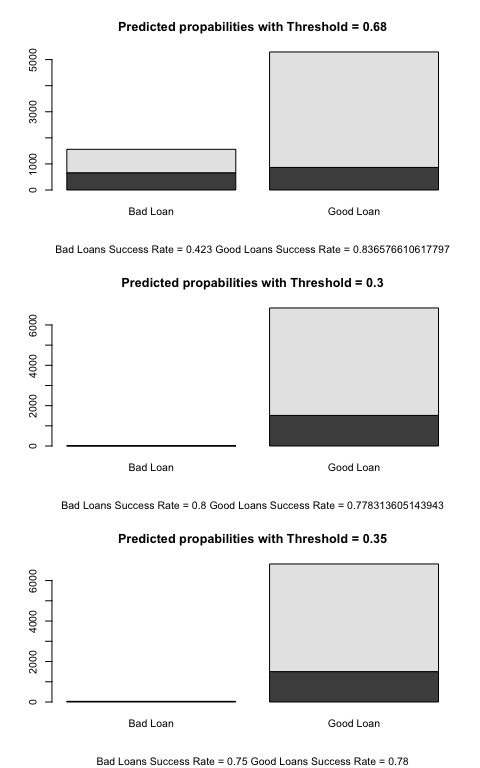 Predicted propabilities with Threshold = 0.68
5000
3000
1000
0
Bad Loan Good Loan
Bad Loans Success Rate = 0.423 Good Loans Success Rate = 0.836576610617797
Predicted propabilities with Threshold = 0.3
6000
4000
2000
0
Bad Loan Good Loan
Bad Loans Success Rate = 0.8 Good Loans Success Rate = 0.778313605143943
Predicted propabilities with Threshold = 0.35
6000
4000
2000
0
Bad Loan Good Loan
Bad Loans Success Rate = 0.75 Good Loans Success Rate = 0.78